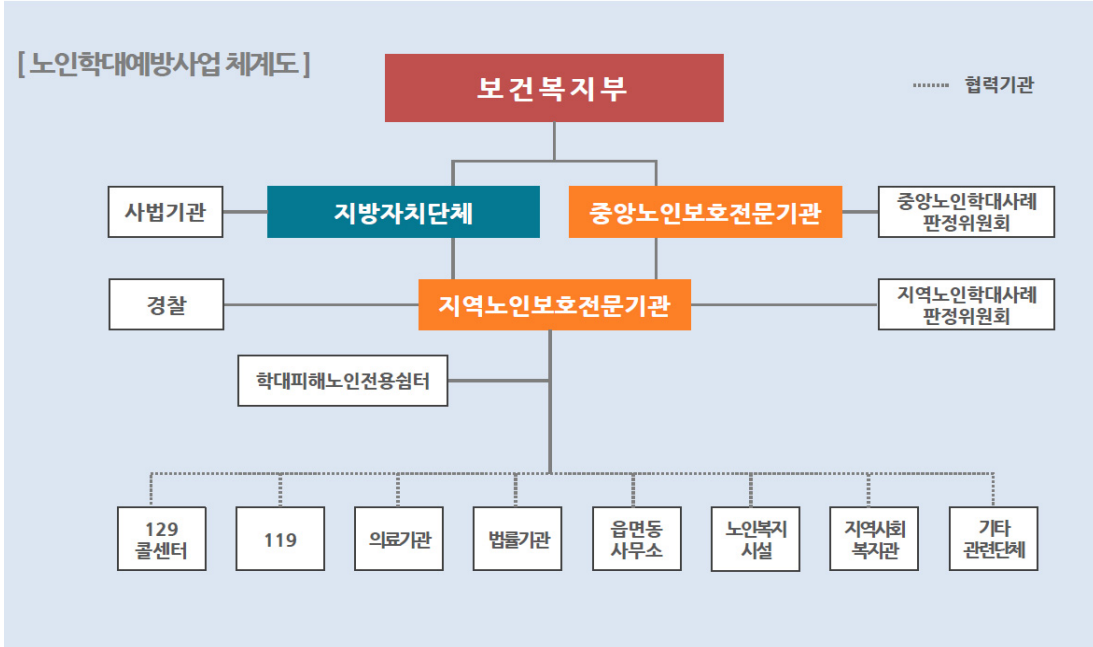 [ 노인학대예방사업 체계도 ]
보건복지부
협력기관
사법기관
지방자치단체
중앙노인보호전문기관
중앙노인학대사례
판정위원회
경찰
지역노인보호전문기관
지역노인학대사례
판정위원회
학대피해노인전용쉼터
129
콜센터
119
의료기관
법률기관
읍면동
사무소
노인복지
시설
지역사회
복지관
기타
관련단체